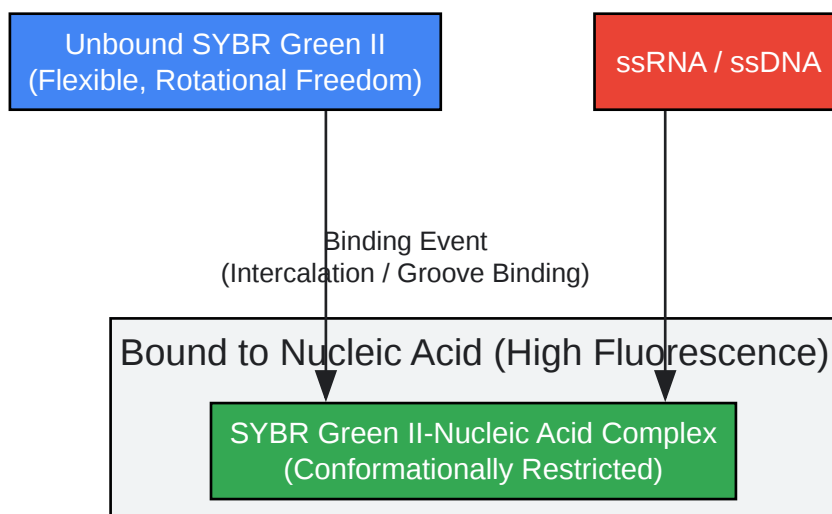 Unbound SYBR Green II
(Flexible, Rotational Freedom)
ssRNA / ssDNA
Binding Event
(Intercalation / Groove Binding)
Bound to Nucleic Acid (High Fluorescence)
SYBR Green II-Nucleic Acid Complex
(Conformationally Restricted)